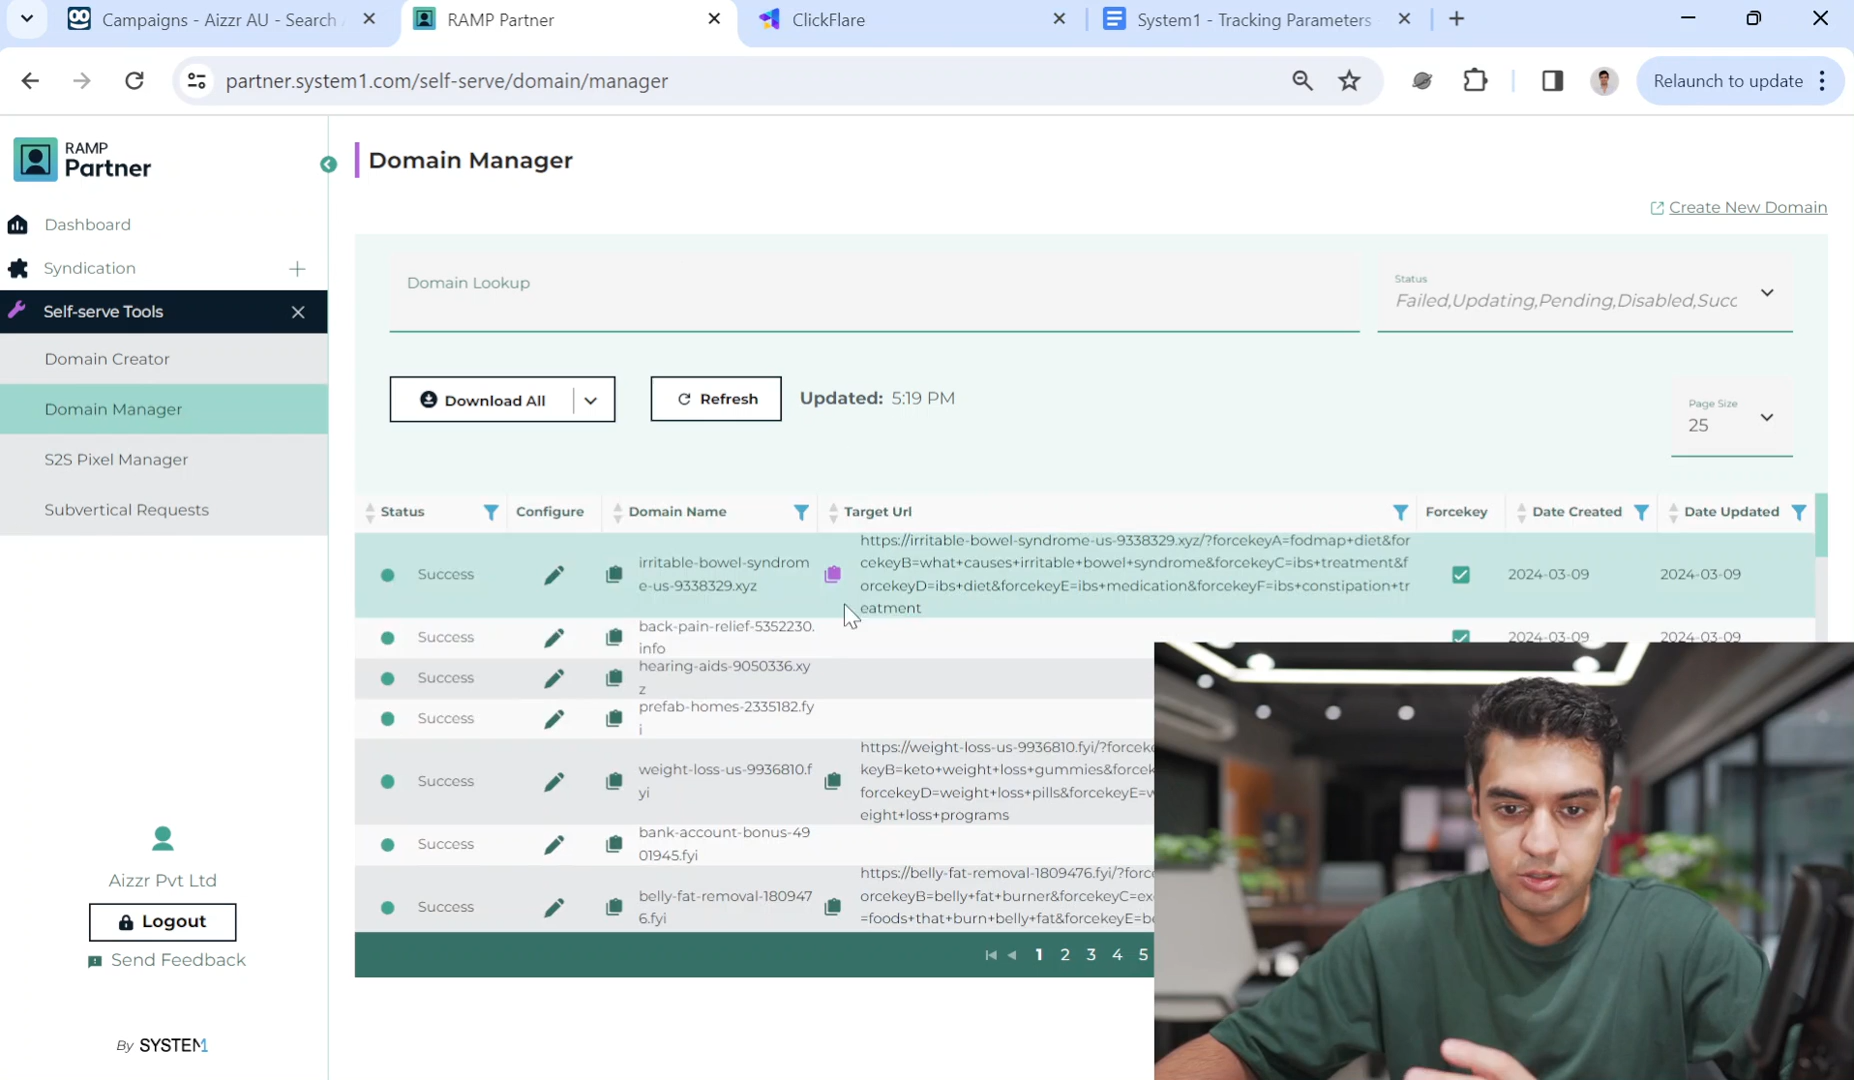 Campaigns - Aizzr AU - Search
RAMP Partner
ClickFlare
System1 - Tracking Parameters
partner.system1.com/self-serve/domain/manager
Relaunch to update
RAMP
Partner
Dashboard
Syndication
Self-serve Tools
Domain Creator
Domain Manager
S2S Pixel Manager
Subvertical Requests
Aizzr Pvt Ltd
Logout
Send Feedback
By SYSTEM1
Domain Manager
Create New Domain
Domain Lookup
Status
Failed,Updating,Pending,Disabled,Succ
Download All
Refresh
Updated: 5:19 PM
Page Size
25
Status Configure Domain Name Target Url Forcekey Date Created Date Updated
Success
irritable-bowel-syndrom
e-us-9338329.xyz
https://irritable-bowel-syndrome-us-9338329.xyz/?forcekeyA=fodmap+diet&for
cekeyB=what+causes+irritable+bowel+syndrome&forcekeyC=ibs+treatment&f
orcekeyD=ibs+diet&forcekeyE=ibs+medication&forcekeyF=ibs+constipation+tr
eatment
2024-03-09
2024-03-09
Success
back-pain-relief-5352230.
info
2024-03-09
2024-03-09
Success
hearing-aids-9050336.xy
z
Success
prefab-homes-2335182.fy
i
Success
weight-loss-us-9936810.f
yi
https://weight-loss-us-9936810.fyi/?forceke
keyB=keto+weight+loss+gummies&forcek
forcekeyD=weight+loss+pills&forcekeyE=w
eight+loss+programs
Success
bank-account-bonus-49
01945.fyi
Success
belly-fat-removal-180947
6.fyi
https://belly-fat-removal-1809476.fyi/?forc
orcekeyB=belly+fat+burner&forcekeyC=exe
=foods+that+burn+belly+fat&forcekeyE=be
1 2 3 4 5